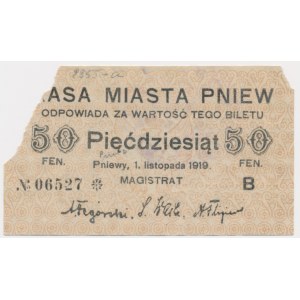 KASA MIASTA PNIEW
ODPOWIADA ZA WARTOŚĆ TEGO BILETU
50 Pięćdziesiąt 50
FEN. FEN.
Pniewy, 1. listopada 1919.
№ 06527 ❉ MAGISTRAT B